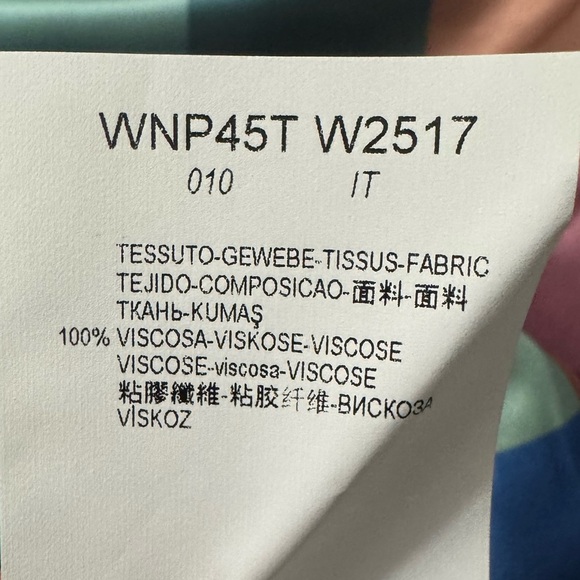 WNP45T W2517
010 IT
TESSUTO-GEWEBE-TISSUS-FABRIC
TEJIDO-COMPOSICAO-面料-面料
ТКАНЬ-KUMAŞ
100% VISCOSA-VISKOSE-VISCOSE
VISCOSE-viscosa-VISCOSE
粘膠纖維-粘胶纤维-ВИСКОЗА
VİSKOZ